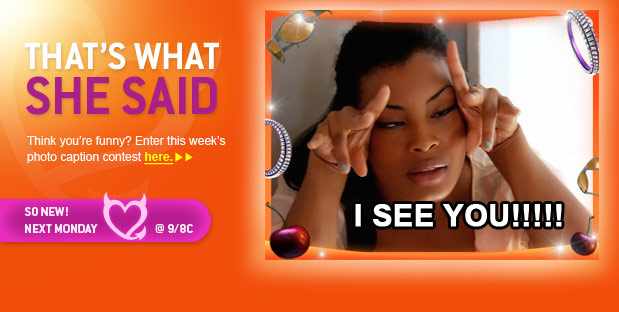 THAT'S WHAT
SHE SAID
Think you're funny? Enter this week's
photo caption contest here.
SO NEW!
NEXT MONDAY @ 9/8C
I SEE YOU!!!!!